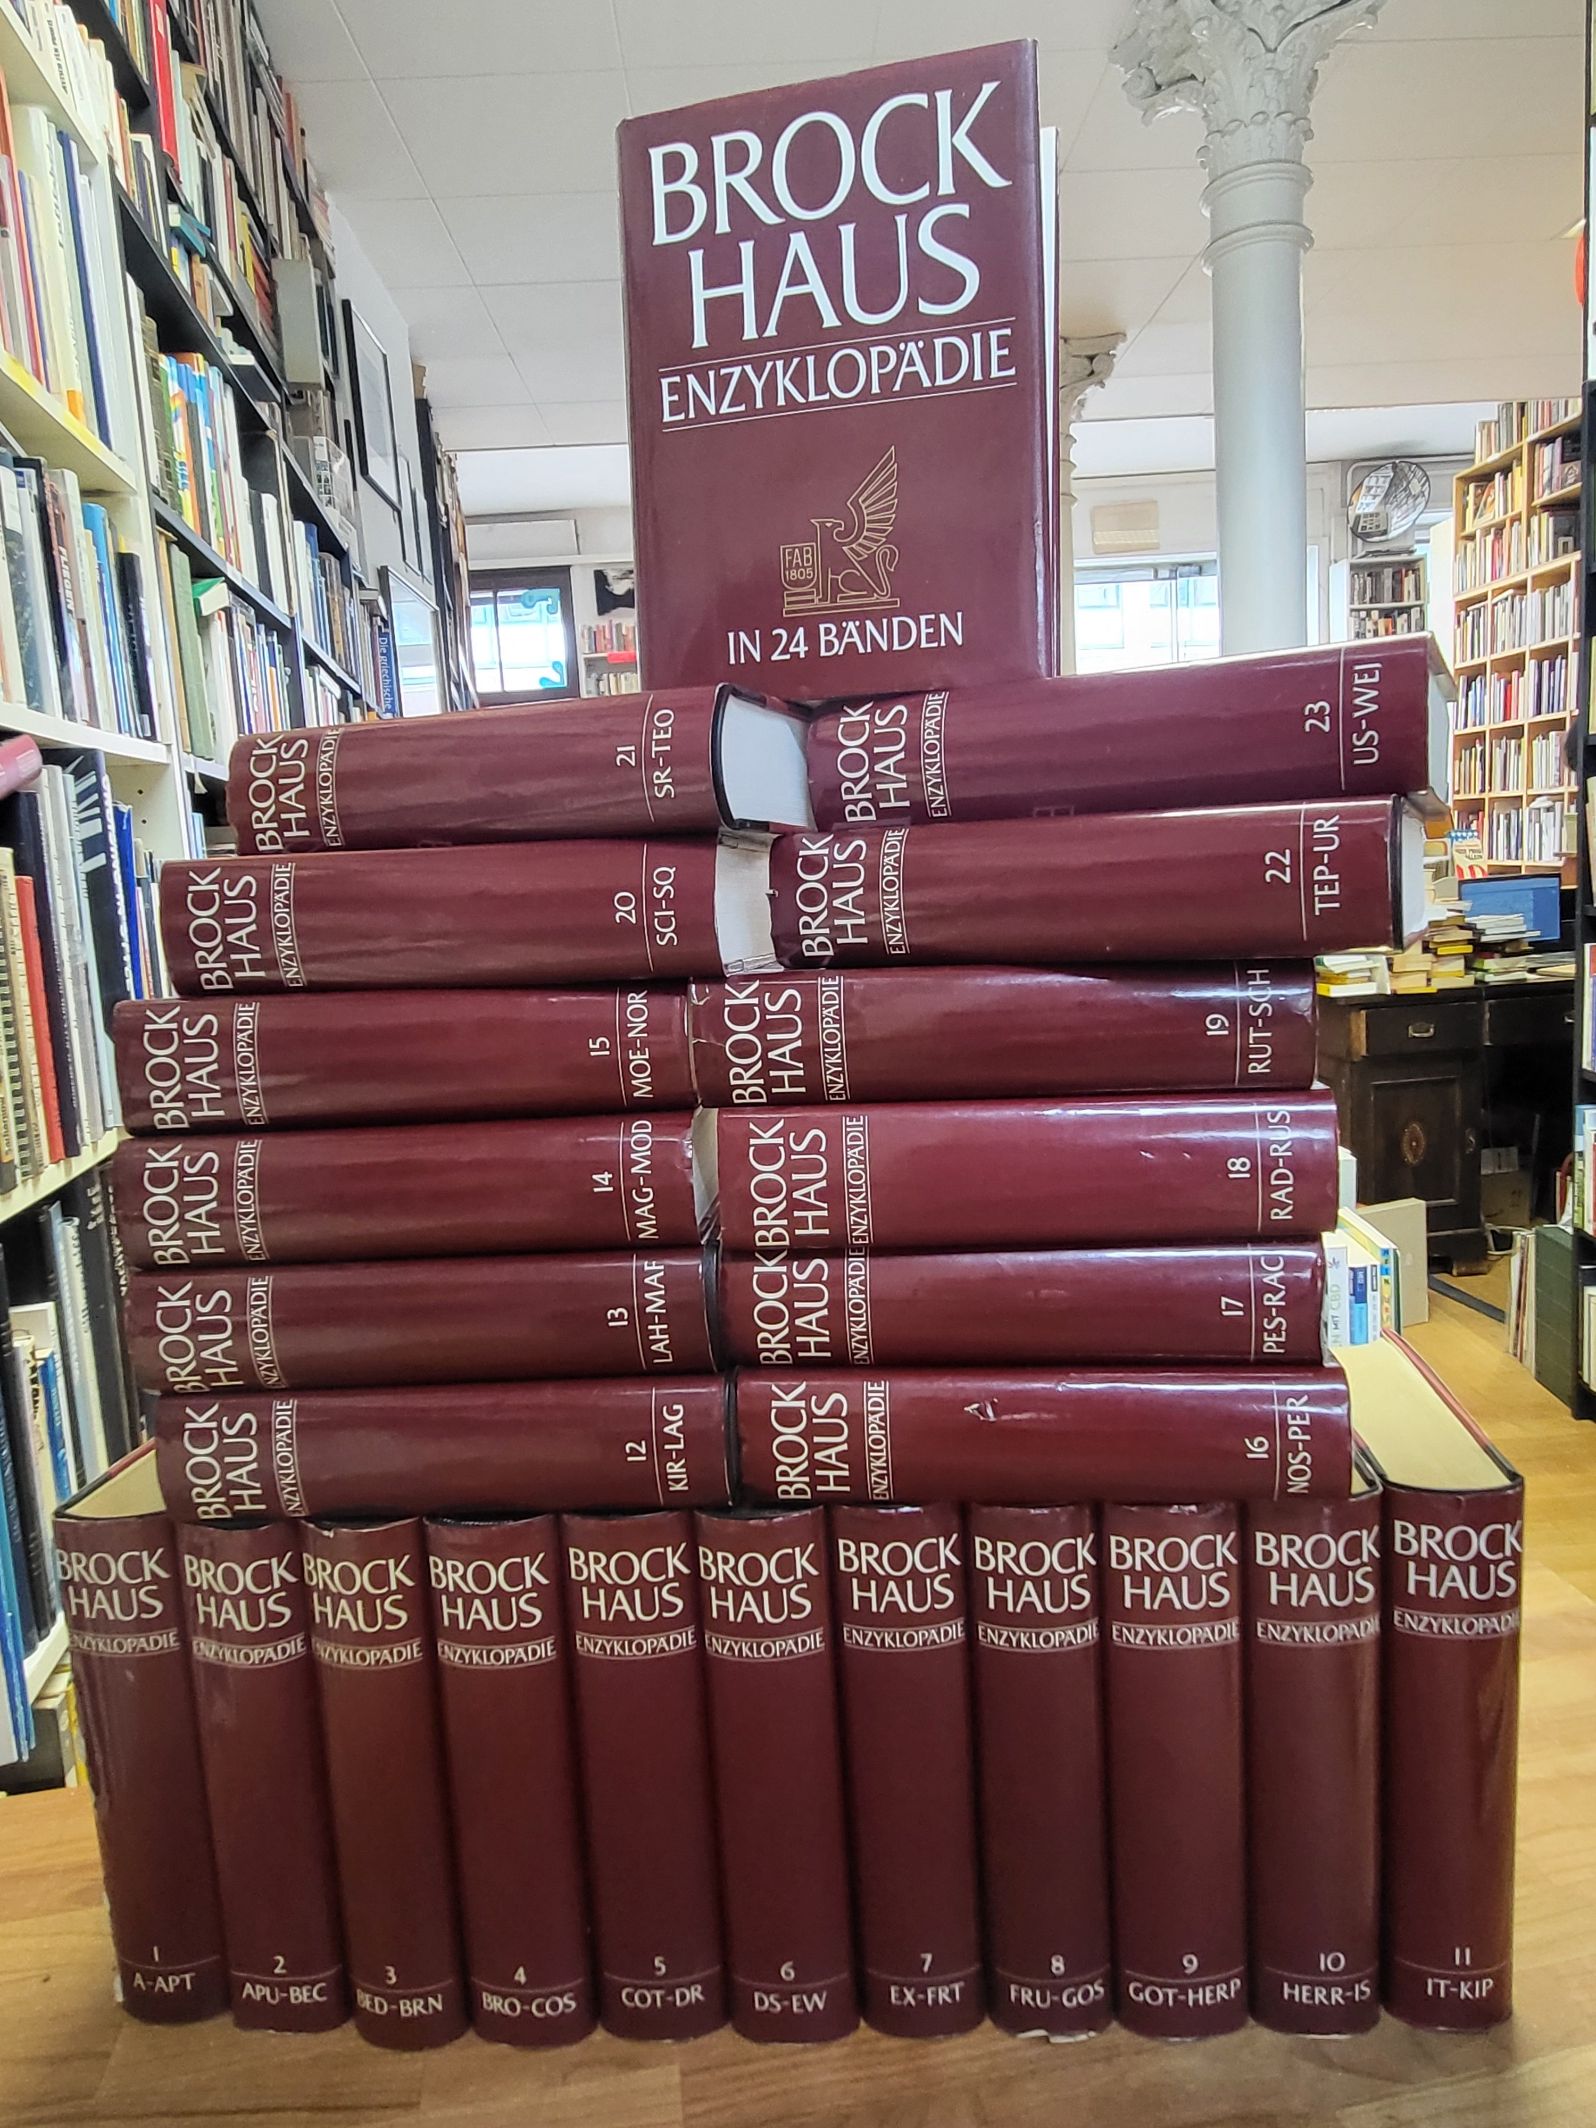 BROCK
HAUS
ENZYKLOPÄDIE
FAB
1805
IN 24 BÄNDEN
BROCK
HAUS
ENZYKLOPÄDIE
21
SR-TEO
BROCK
HAUS
ENZYKLOPÄDIE
23
US-WEJ
BROCK
HAUS
ENZYKLOPÄDIE
20
SCI-SQ
BROCK
HAUS
ENZYKLOPÄDIE
22
TEP-UR
BROCK
HAUS
ENZYKLOPÄDIE
15
MOE-NOR
BROCK
HAUS
ENZYKLOPÄDIE
19
RUT-SCH
BROCK
HAUS
ENZYKLOPÄDIE
14
MAG-MOD
BROCK
HAUS
ENZYKLOPÄDIE
18
RAD-RUS
BROCK
HAUS
ENZYKLOPÄDIE
13
LAH-MAF
BROCK
HAUS
ENZYKLOPÄDIE
17
PES-RAC
BROCK
HAUS
ENZYKLOPÄDIE
12
KIR-LAG
BROCK
HAUS
ENZYKLOPÄDIE
16
NOS-PER
BROCK
HAUS
ENZYKLOPÄDIE
1
A-APT
BROCK
HAUS
ENZYKLOPÄDIE
2
APU-BEC
BROCK
HAUS
ENZYKLOPÄDIE
3
BED-BRN
BROCK
HAUS
ENZYKLOPÄDIE
4
BRO-COS
BROCK
HAUS
ENZYKLOPÄDIE
5
COT-DR
BROCK
HAUS
ENZYKLOPÄDIE
6
DS-EW
BROCK
HAUS
ENZYKLOPÄDIE
7
EX-FRT
BROCK
HAUS
ENZYKLOPÄDIE
8
FRU-GOS
BROCK
HAUS
ENZYKLOPÄDIE
9
GOT-HERP
BROCK
HAUS
ENZYKLOPÄDIE
10
HERR-IS
BROCK
HAUS
ENZYKLOPÄDIE
11
IT-KIP
Die griechische
MIT CBD